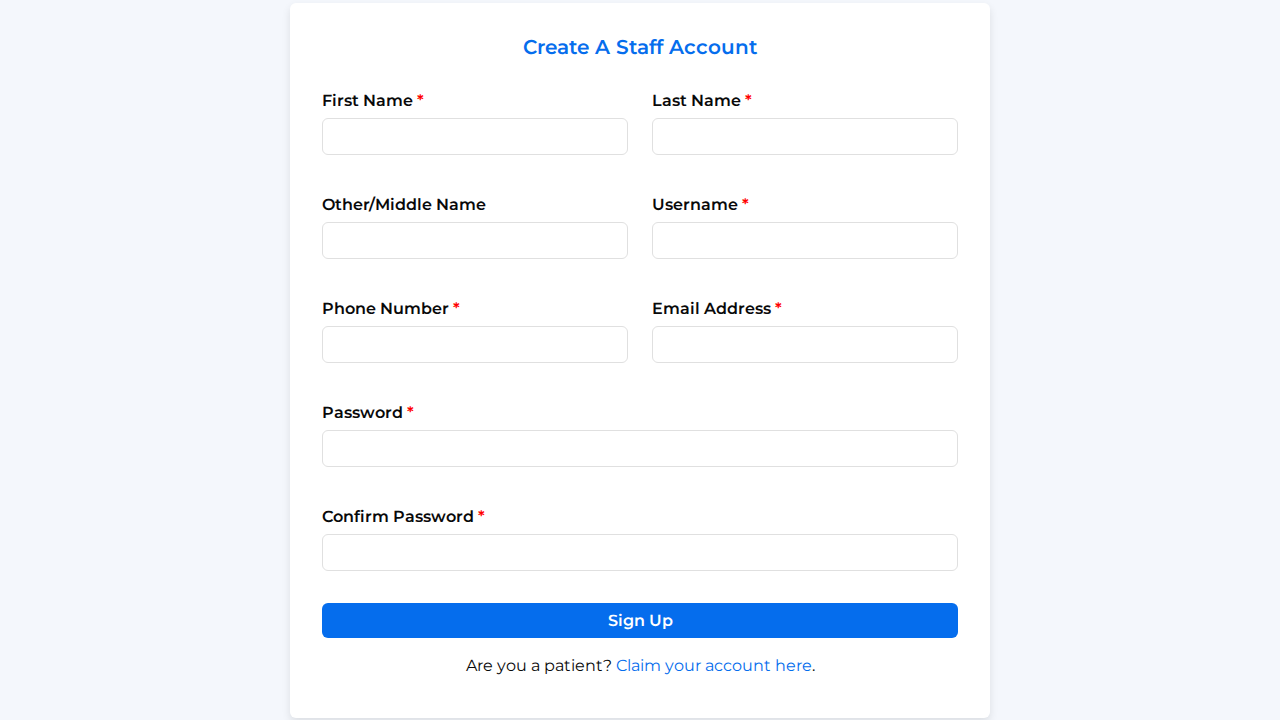 Create A Staff Account
First Name *
Last Name *
Other/Middle Name
Username *
Phone Number *
Email Address *
Password *
Confirm Password *
Sign Up
Are you a patient? Claim your account here.